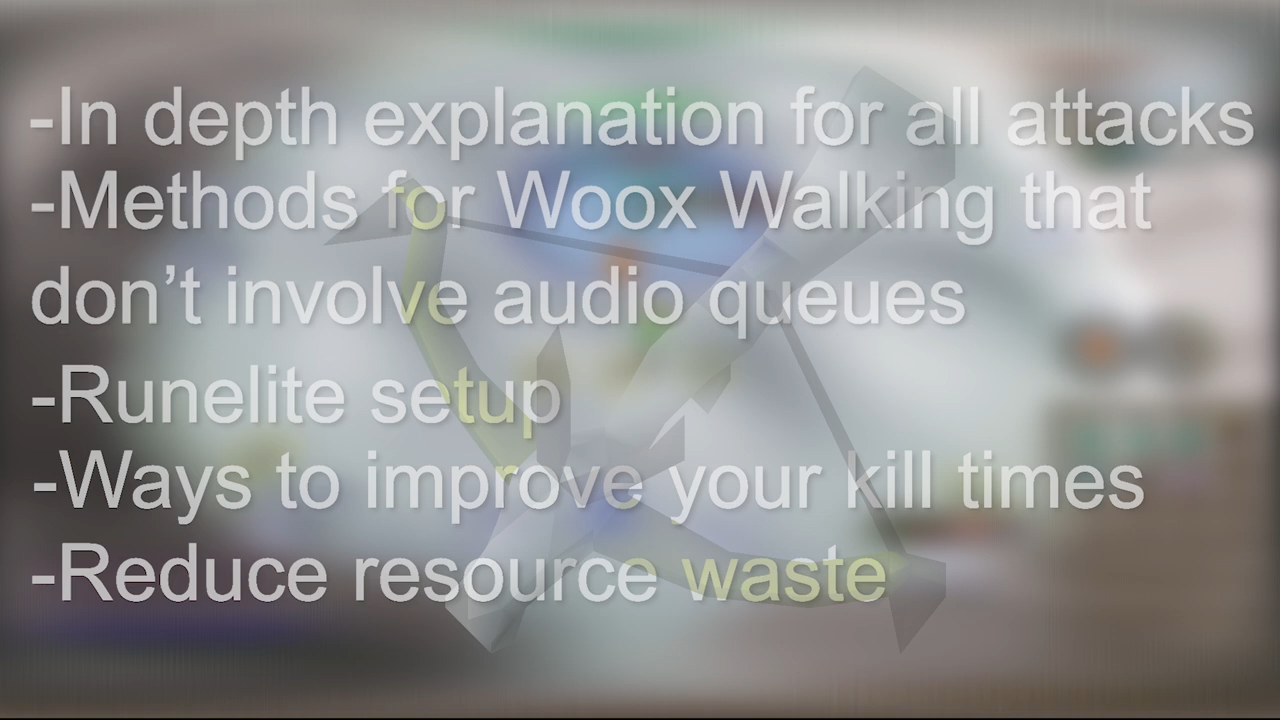 -In depth explanation for all attacks
-Methods for Woox Walking that
don’t involve audio queues
-Runelite setup
-Ways to improve your kill times
-Reduce resource waste